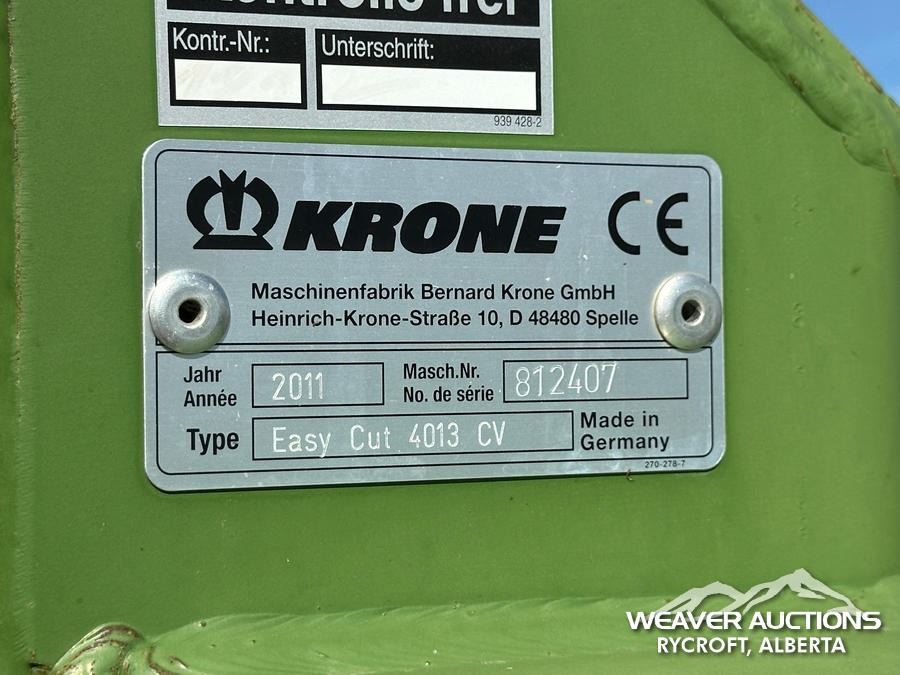 Kontr.-Nr.:
Unterschrift:
939 428-2
KRONE CE
Maschinenfabrik Bernard Krone GmbH
Heinrich-Krone-Straße 10, D 48480 Spelle
Jahr
Année
2011
Masch.Nr.
No. de série
812407
Type
Easy Cut 4013 CV
Made in
Germany
270-278-7
WEAVER AUCTIONS
RYCROFT, ALBERTA